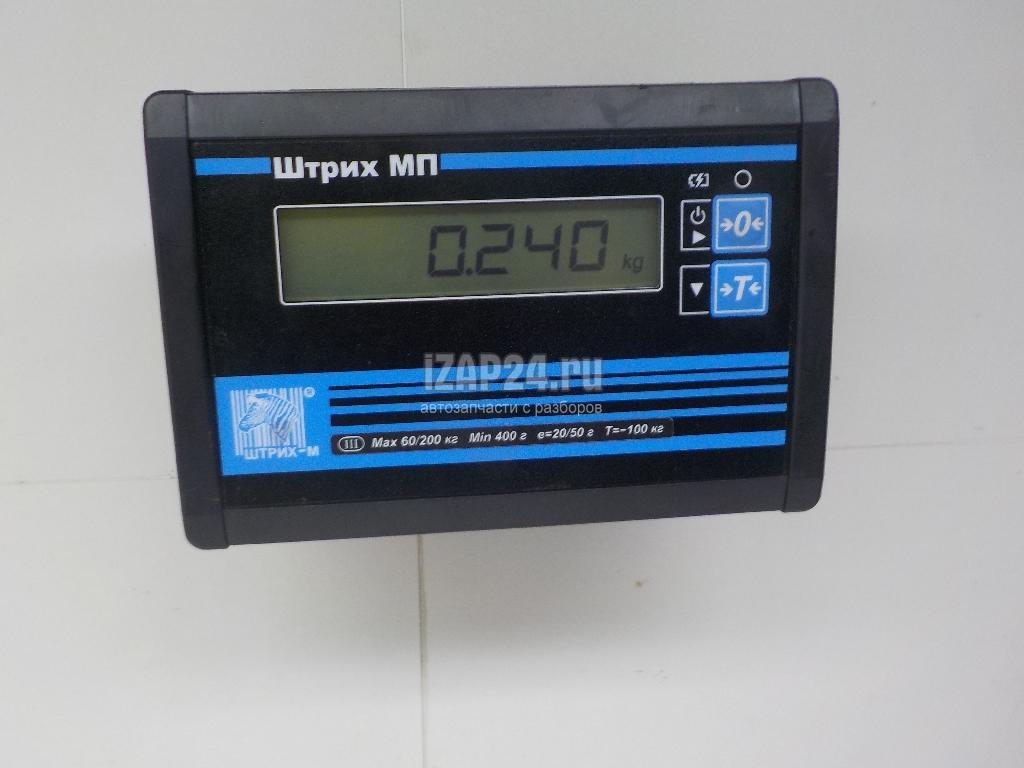 Штрих МП
0.240 kg
→0←
→T←
iZAP24.ru
автозапчасти с разборов
ШТРИХ-М ®
III Max 60/200 кг Min 400 г e=20/50 г T=-100 кг